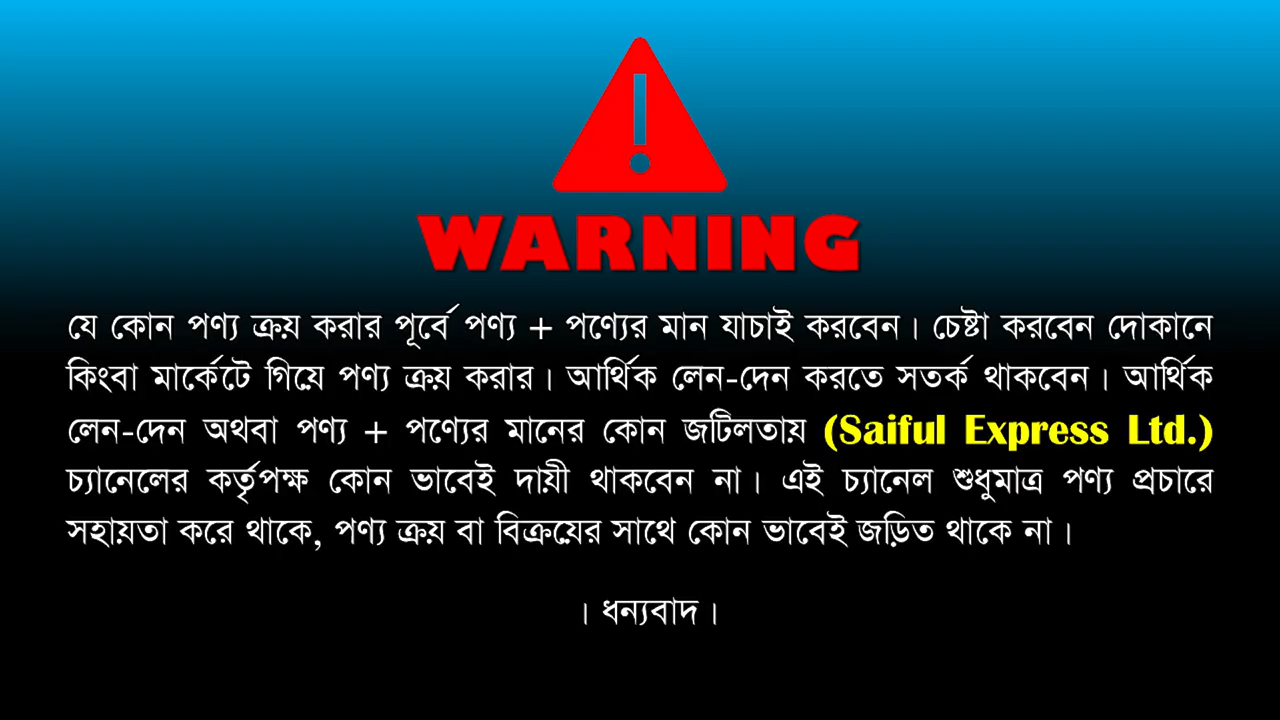 WARNING
যে কোন পণ্য ক্রয় করার পূর্বে পণ্য + পণ্যের মান যাচাই করবেন। চেষ্টা করবেন দোকানে
কিংবা মার্কেটে গিয়ে পণ্য ক্রয় করার। আর্থিক লেন-দেন করতে সতর্ক থাকবেন। আর্থিক
লেন-দেন অথবা পণ্য + পণ্যের মানের কোন জটিলতায় (Saiful Express Ltd.)
চ্যানেলের কর্তৃপক্ষ কোন ভাবেই দায়ী থাকবেন না। এই চ্যানেল শুধুমাত্র পণ্য প্রচারে
সহায়তা করে থাকে, পণ্য ক্রয় বা বিক্রয়ের সাথে কোন ভাবেই জড়িত থাকে না।
। ধন্যবাদ ।